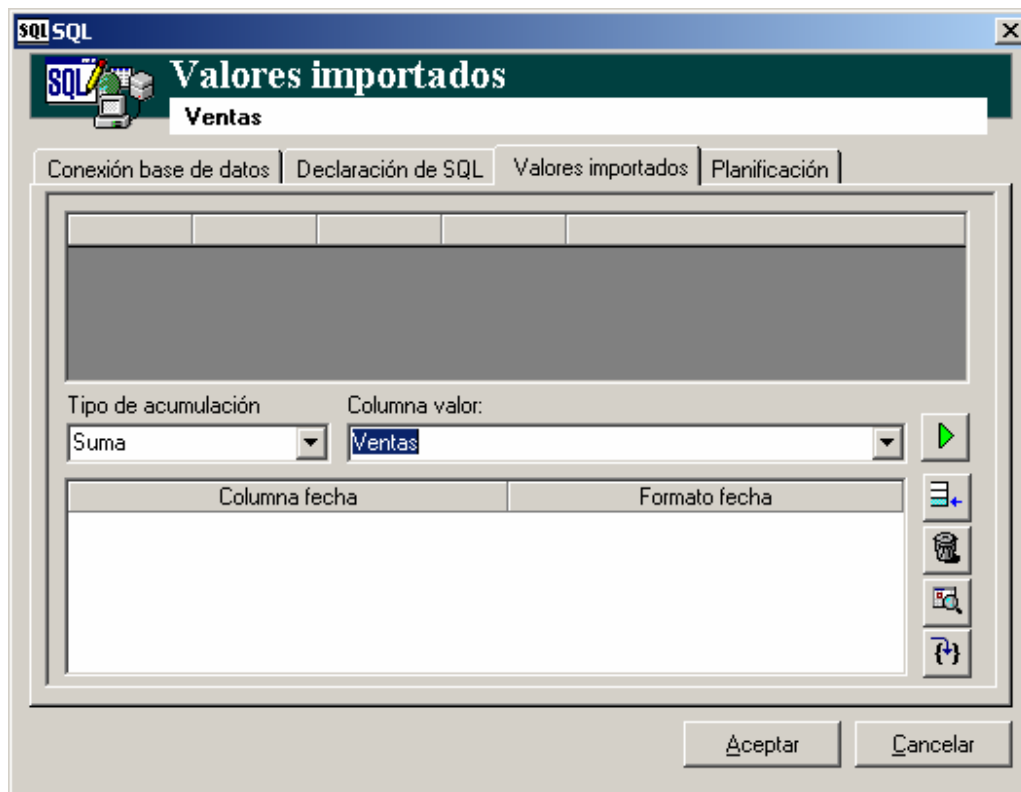 SQL SQL
SQL Valores importados
Ventas
Conexión base de datos Declaración de SQL Valores importados Planificación
Tipo de acumulación Columna valor:
Suma Ventas
Columna fecha Formato fecha
Aceptar Cancelar